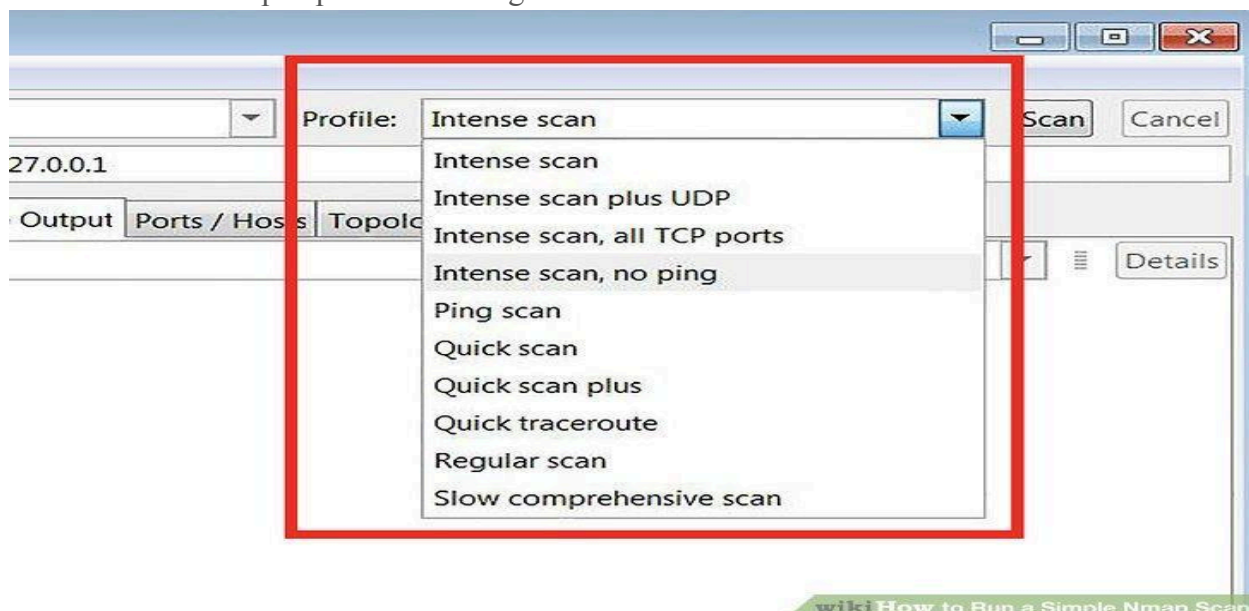 Profile: Intense scan Scan Cancel
27.0.0.1
Intense scan
Intense scan plus UDP
Output Ports / Hos s Topolo
Intense scan, all TCP ports
Intense scan, no ping
Details
Ping scan
Quick scan
Quick scan plus
Quick traceroute
Regular scan
Slow comprehensive scan
wikiHow to Run a Simple Nmap Scan